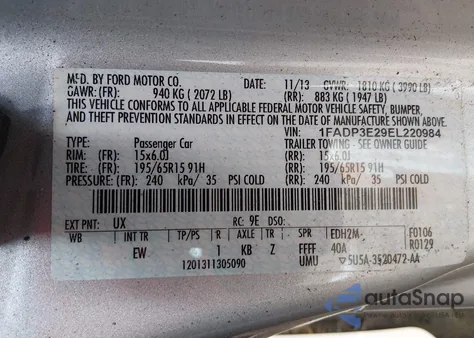 MFD. BY FORD MOTOR CO.
DATE: 11/13 GVWR: 1810 KG ( 3990 LB)
GAWR: (FR): 940 KG ( 2072 LB) (RR): 883 KG ( 1947 LB)
THIS VEHICLE CONFORMS TO ALL APPLICABLE FEDERAL MOTOR VEHICLE SAFETY, BUMPER,
AND THEFT PREVENTION STANDARDS IN EFFECT ON THE DATE OF MANUFACTURE SHOWN ABOVE.
VIN: 1FADP3E29EL220984
TYPE: Passenger Car TRAILER TOWING - SEE OWNER GUIDE
RIM: (FR): 15x6.0J (RR): 15x6.0J
TIRE: (FR): 195/65R15 91H (RR): 195/65R15 91H
PRESSURE: (FR): 240 kPa/ 35 PSI COLD (RR): 240 kPa/ 35 PSI COLD
EXT PNT: UX RC: 9E DSO:
WB INT TR TP/PS R AXLE TR SPR EDH2M F0106
EW 1 KB Z FFFF 40A R0129
1201311305090 UMU 5U5A-3520472-AA
autoSnap